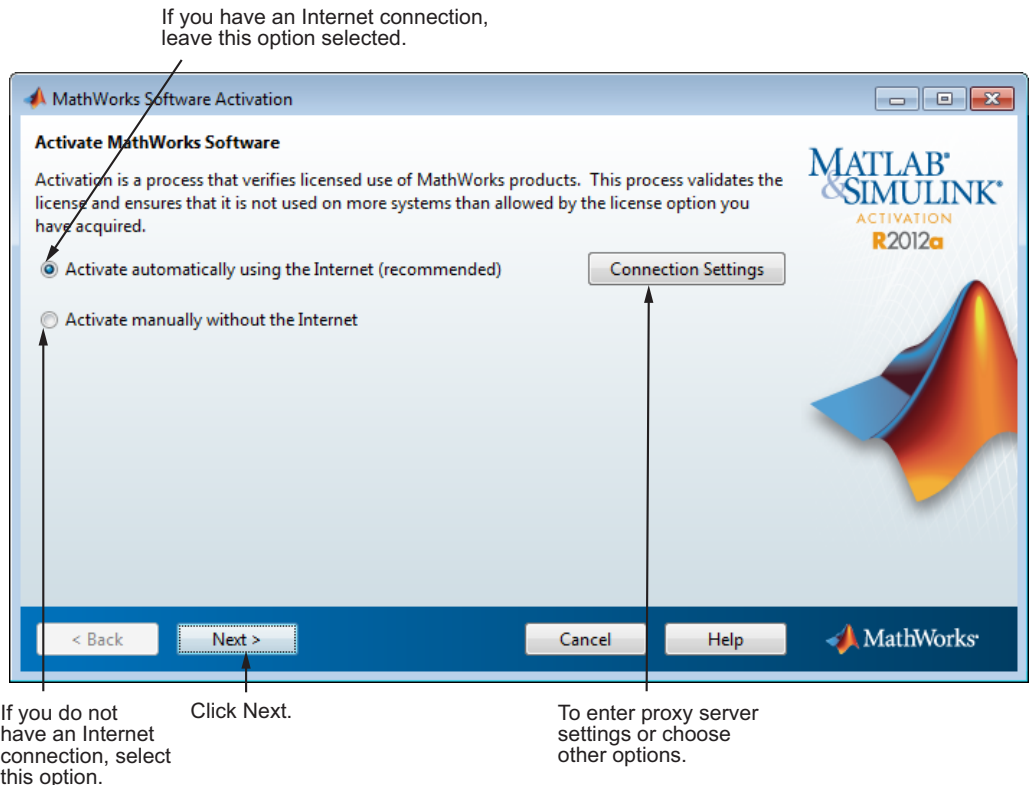 If you have an Internet connection,
leave this option selected.
MathWorks Software Activation
Activate MathWorks Software
Activation is a process that verifies licensed use of MathWorks products. This process validates the
license and ensures that it is not used on more systems than allowed by the license option you
have acquired.
MATLAB®
&SIMULINK®
ACTIVATION
R2012a
Activate automatically using the Internet (recommended)
Connection Settings
Activate manually without the Internet
< Back
Next >
Cancel
Help
MathWorks®
If you do not
have an Internet
connection, select
this option.
Click Next.
To enter proxy server
settings or choose
other options.